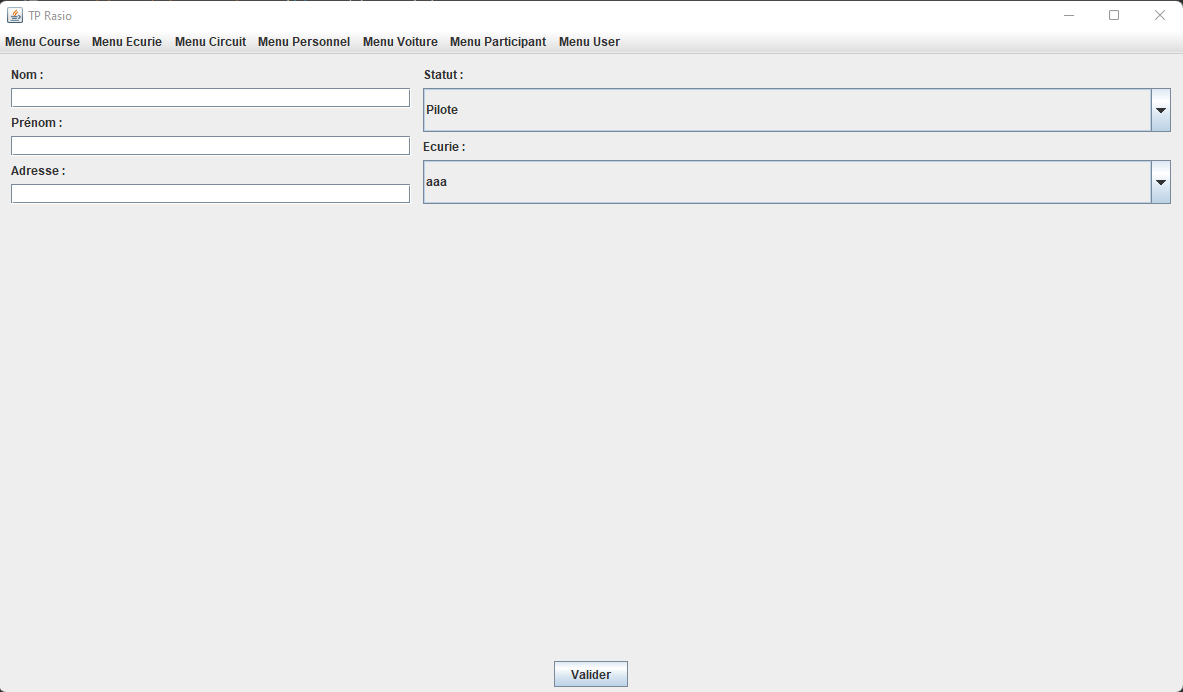 TP Rasio
Menu Course Menu Ecurie Menu Circuit Menu Personnel Menu Voiture Menu Participant Menu User
Nom :
Prénom :
Adresse :
Statut :
Pilote
Ecurie :
aaa
Valider